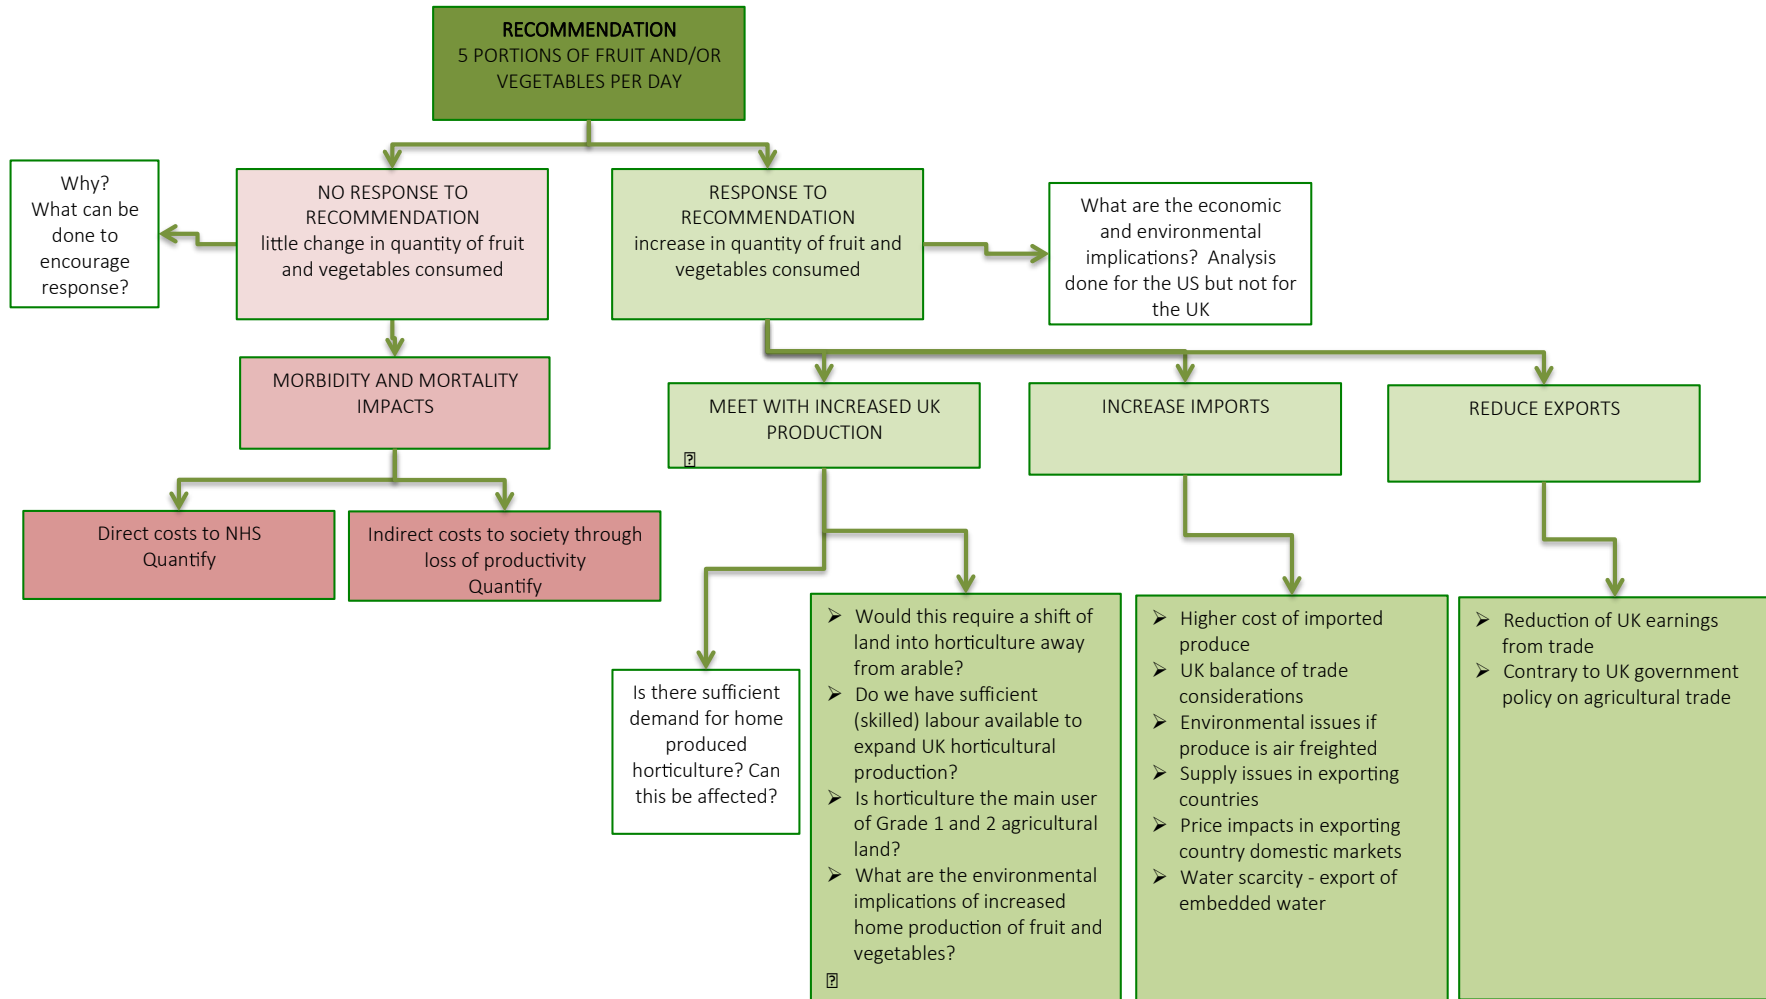 RECOMMENDATION
5 PORTIONS OF FRUIT AND/OR
VEGETABLES PER DAY
Why?
What can be
done to
encourage
response?
NO RESPONSE TO
RECOMMENDATION
little change in quantity of fruit
and vegetables consumed
RESPONSE TO
RECOMMENDATION
increase in quantity of fruit and
vegetables consumed
What are the economic
and environmental
implications?  Analysis
done for the US but not for
the UK
MORBIDITY AND MORTALITY
IMPACTS
MEET WITH INCREASED UK
PRODUCTION
INCREASE IMPORTS
REDUCE EXPORTS
Direct costs to NHS
Quantify
Indirect costs to society through
loss of productivity
Quantify
Is there sufficient
demand for home
produced
horticulture? Can
this be affected?
➢ Would this require a shift of
land into horticulture away
from arable?
➢ Do we have sufficient
(skilled) labour available to
expand UK horticultural
production?
➢ Is horticulture the main user
of Grade 1 and 2 agricultural
land?
➢ What are the environmental
implications of increased
home production of fruit and
vegetables?
➢ Higher cost of imported
produce
➢ UK balance of trade
considerations
➢ Environmental issues if
produce is air freighted
➢ Supply issues in exporting
countries
➢ Price impacts in exporting
country domestic markets
➢ Water scarcity - export of
embedded water
➢ Reduction of UK earnings
from trade
➢ Contrary to UK government
policy on agricultural trade